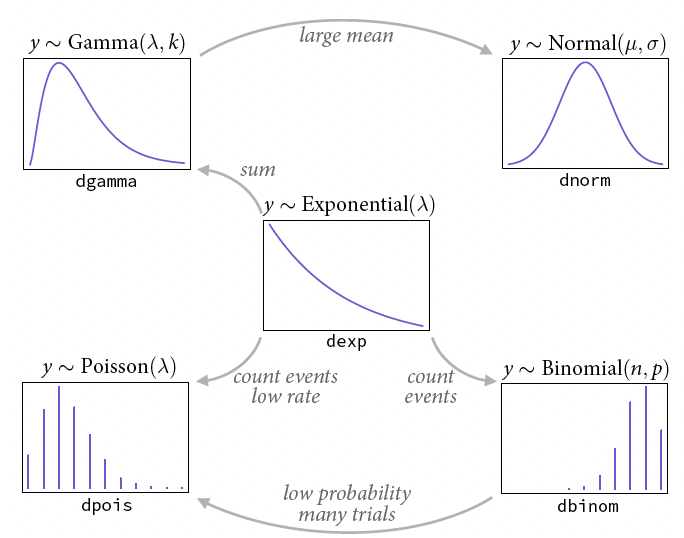 y ~ Gamma(λ, k)
large mean
y ~ Normal(μ, σ)
dgamma
dnorm
sum
y ~ Exponential(λ)
dexp
y ~ Poisson(λ)
count events
low rate
count
events
y ~ Binomial(n, p)
dpois
low probability
many trials
dbinom